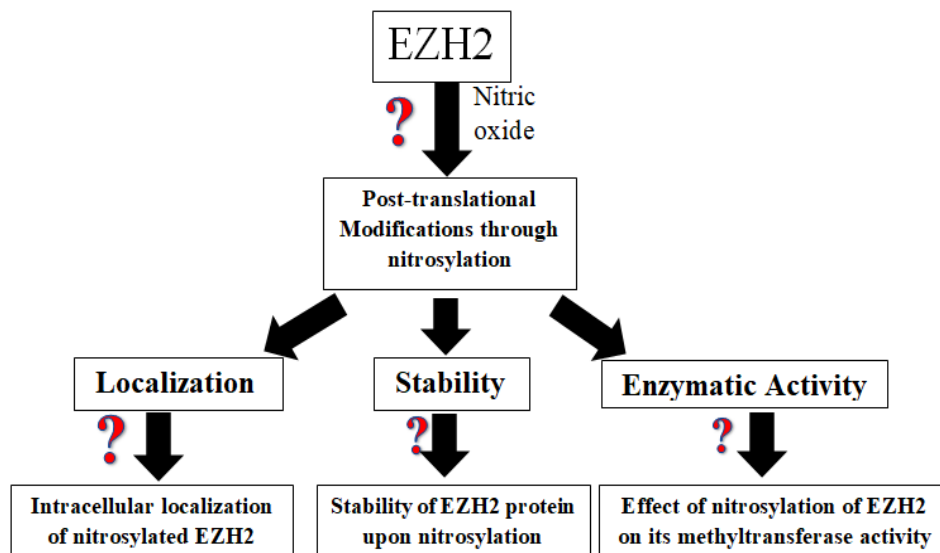 EZH2
?
Nitric
oxide
Post-translational
Modifications through
nitrosylation
Localization
Stability
Enzymatic Activity
?
?
?
Intracellular localization
of nitrosylated EZH2
Stability of EZH2 protein
upon nitrosylation
Effect of nitrosylation of EZH2
on its methyltransferase activity